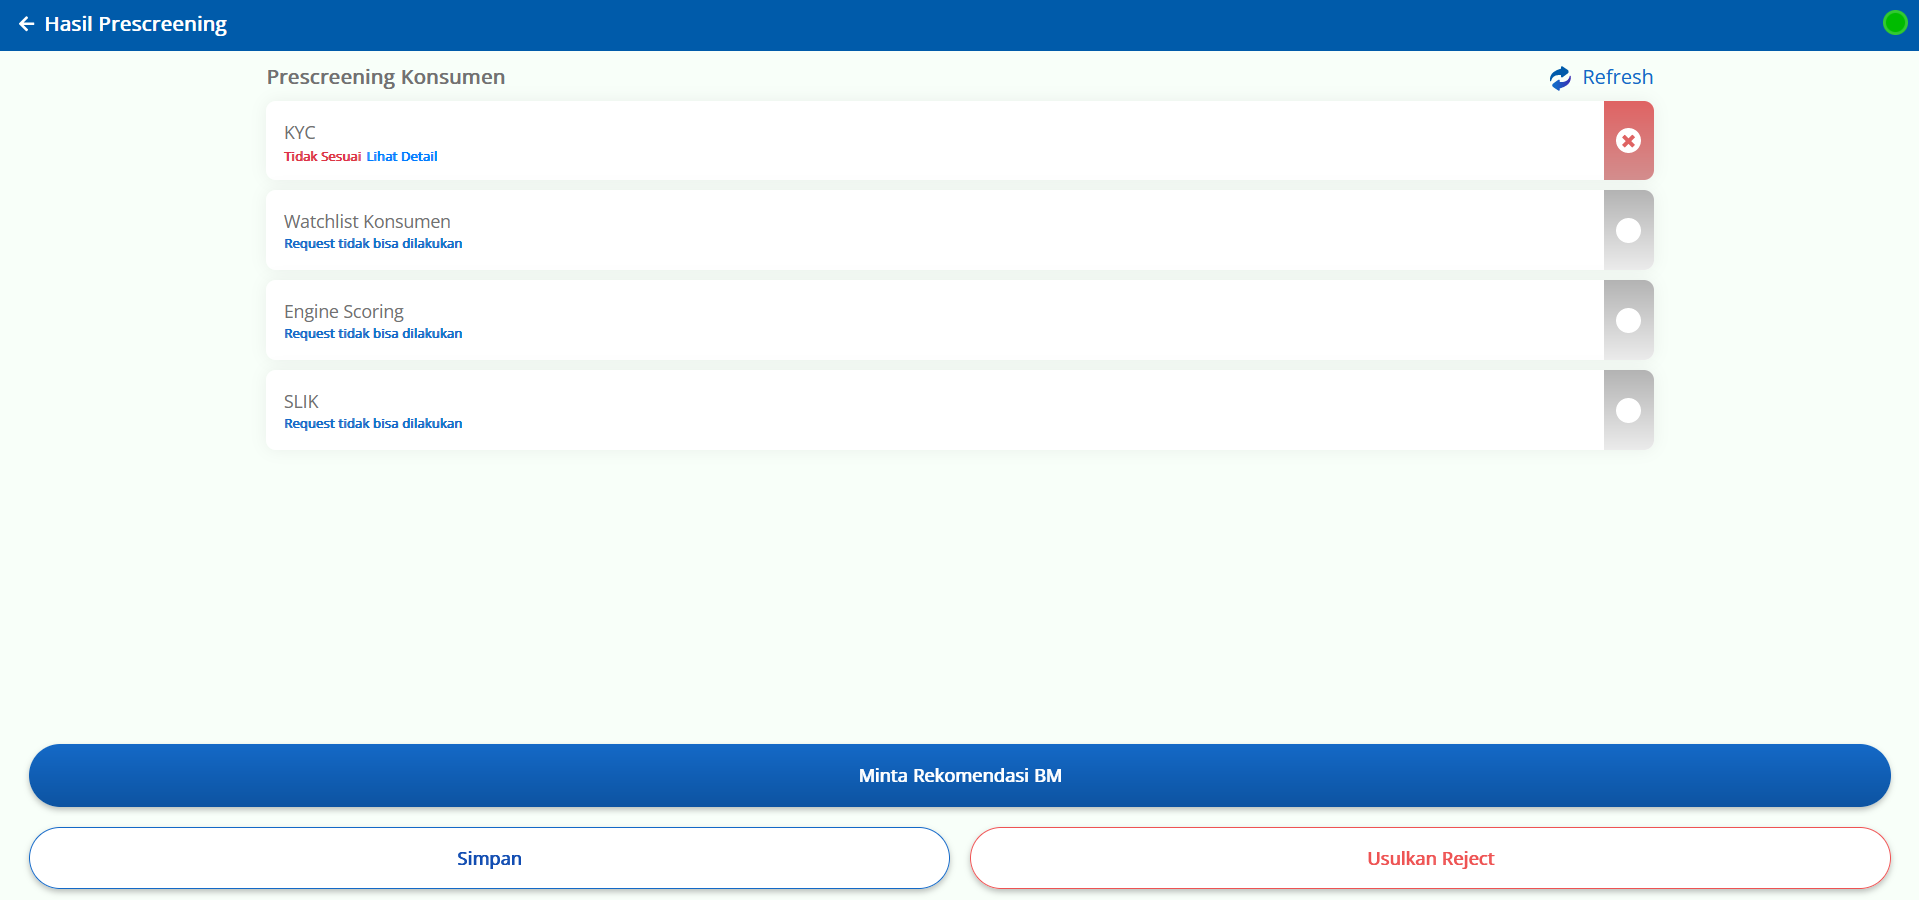 Hasil Prescreening
Prescreening Konsumen
Refresh
KYC
Tidak Sesuai Lihat Detail
Watchlist Konsumen
Request tidak bisa dilakukan
Engine Scoring
Request tidak bisa dilakukan
SLIK
Request tidak bisa dilakukan
Minta Rekomendasi BM
Simpan
Usulkan Reject